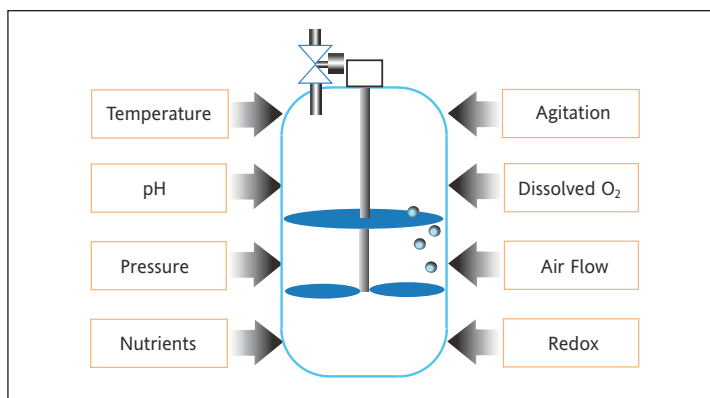 Temperature
Agitation
pH
Dissolved O₂
Pressure
Air Flow
Nutrients
Redox